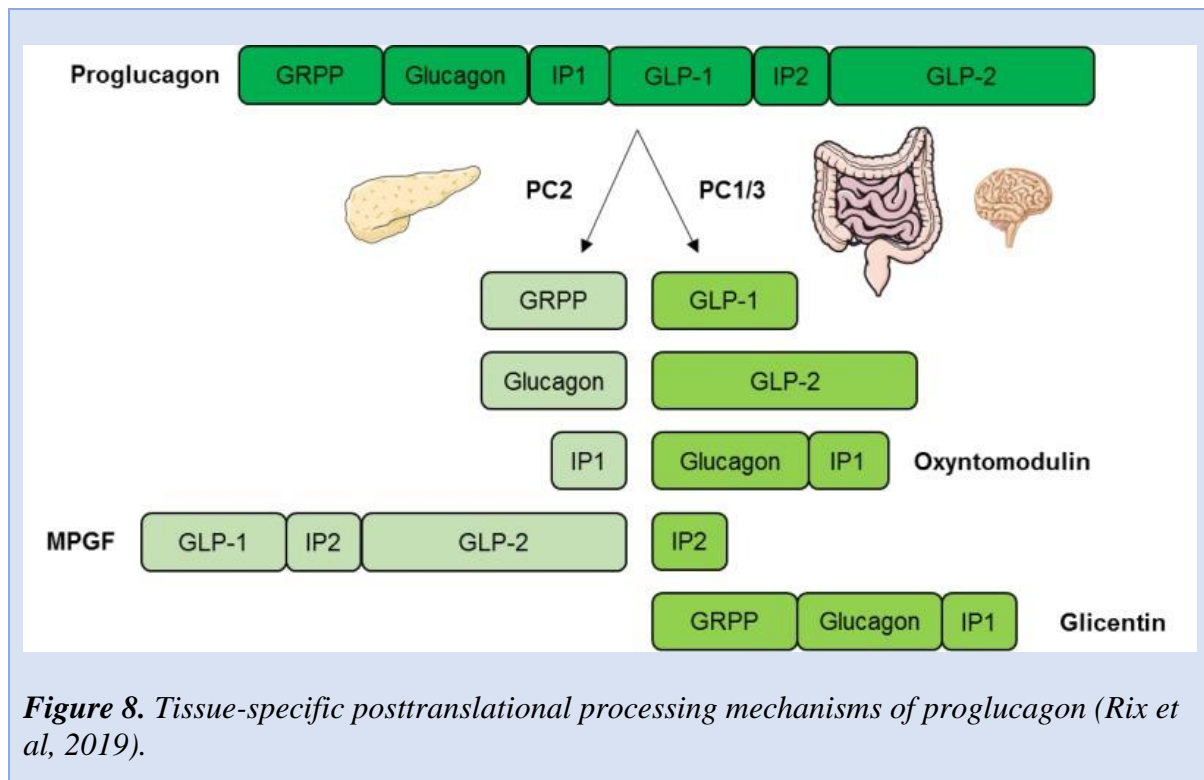 Proglucagon GRPP Glucagon IP1 GLP-1 IP2 GLP-2
PC2 PC1/3
GRPP GLP-1
Glucagon GLP-2
IP1 Glucagon IP1 Oxyntomodulin
MPGF GLP-1 IP2 GLP-2 IP2
GRPP Glucagon IP1 Glicentin
Figure 8. Tissue-specific posttranslational processing mechanisms of proglucagon (Rix et
al, 2019).